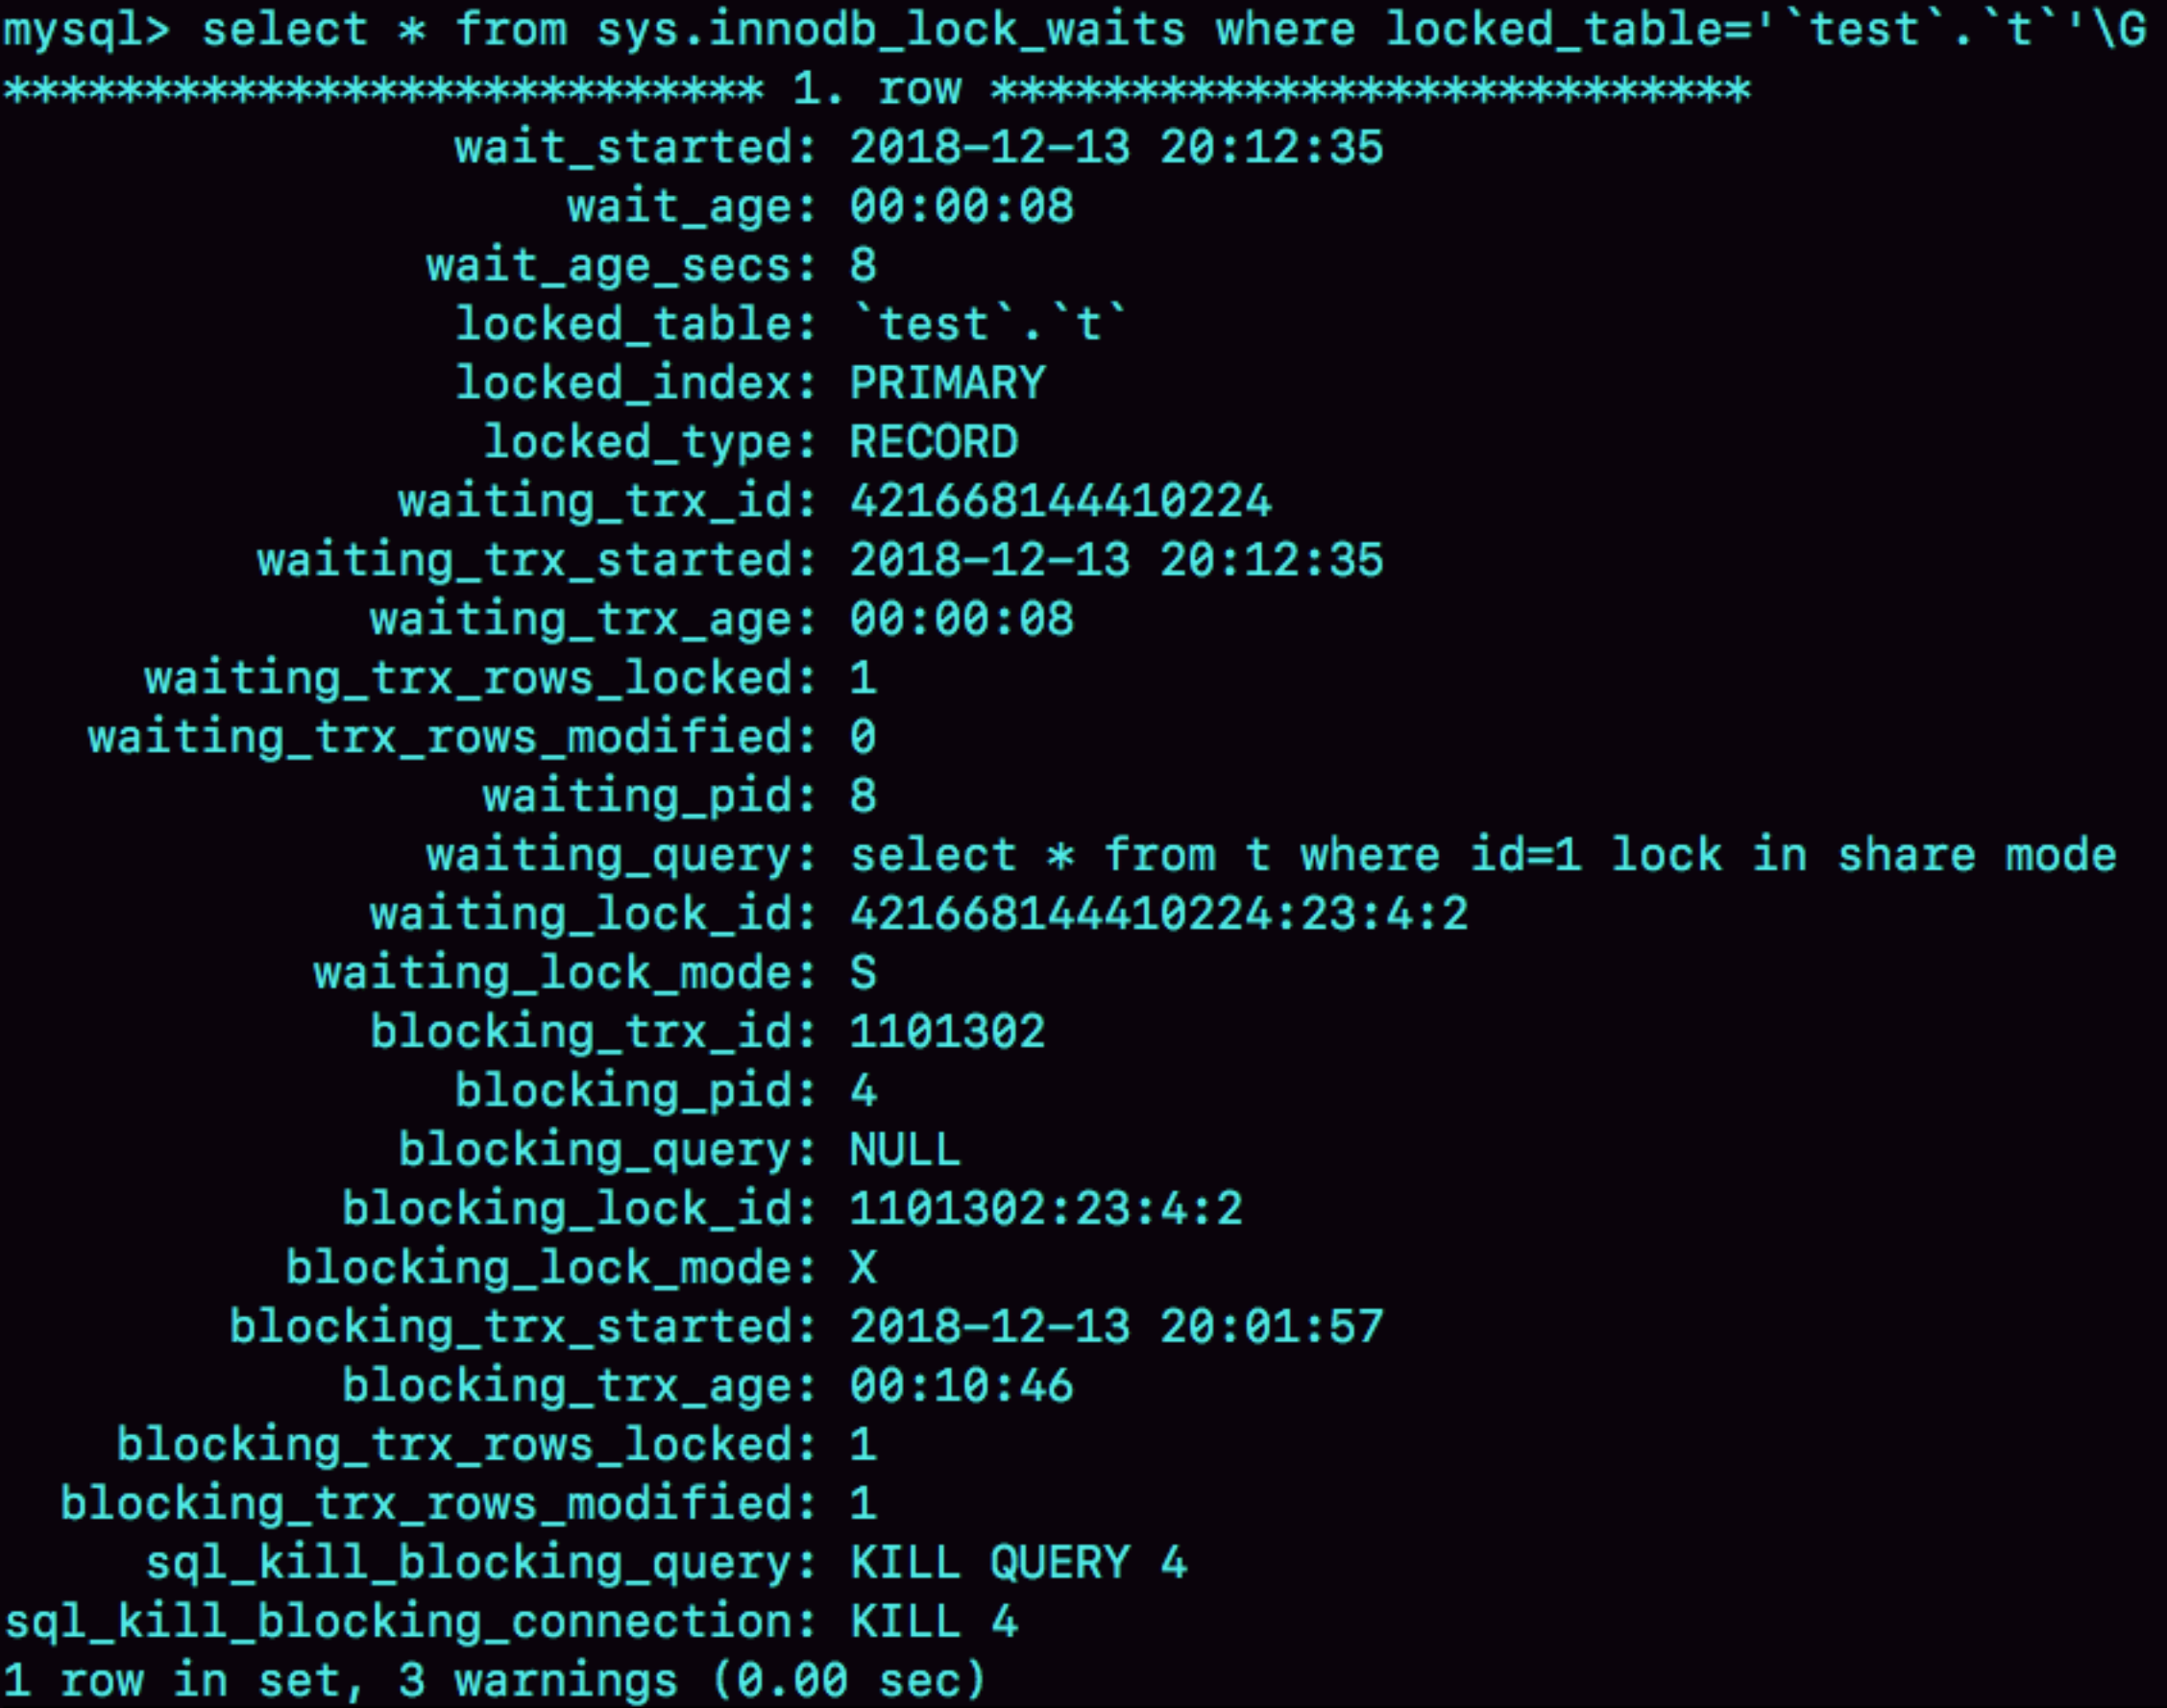 mysql> select * from sys.innodb_lock_waits where locked_table='`test`.`t`'\G
*************************** 1. row ***************************
wait_started: 2018-12-13 20:12:35
wait_age: 00:00:08
wait_age_secs: 8
locked_table: `test`.`t`
locked_index: PRIMARY
locked_type: RECORD
waiting_trx_id: 421668144410224
waiting_trx_started: 2018-12-13 20:12:35
waiting_trx_age: 00:00:08
waiting_trx_rows_locked: 1
waiting_trx_rows_modified: 0
waiting_pid: 8
waiting_query: select * from t where id=1 lock in share mode
waiting_lock_id: 421668144410224:23:4:2
waiting_lock_mode: S
blocking_trx_id: 1101302
blocking_pid: 4
blocking_query: NULL
blocking_lock_id: 1101302:23:4:2
blocking_lock_mode: X
blocking_trx_started: 2018-12-13 20:01:57
blocking_trx_age: 00:10:46
blocking_trx_rows_locked: 1
blocking_trx_rows_modified: 1
sql_kill_blocking_query: KILL QUERY 4
sql_kill_blocking_connection: KILL 4
1 row in set, 3 warnings (0.00 sec)